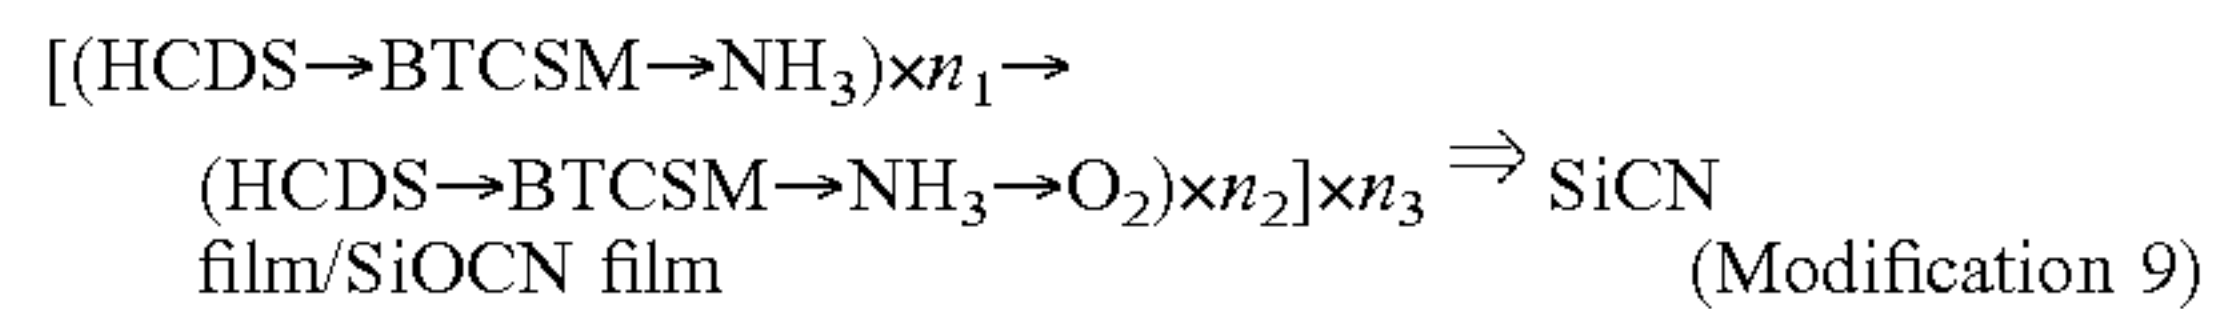 [(HCDS→BTCSM→NH₃)×n₁→
(HCDS→BTCSM→NH₃→O₂)×n₂]×n₃ ⇒ SiCN
film/SiOCN film (Modification 9)